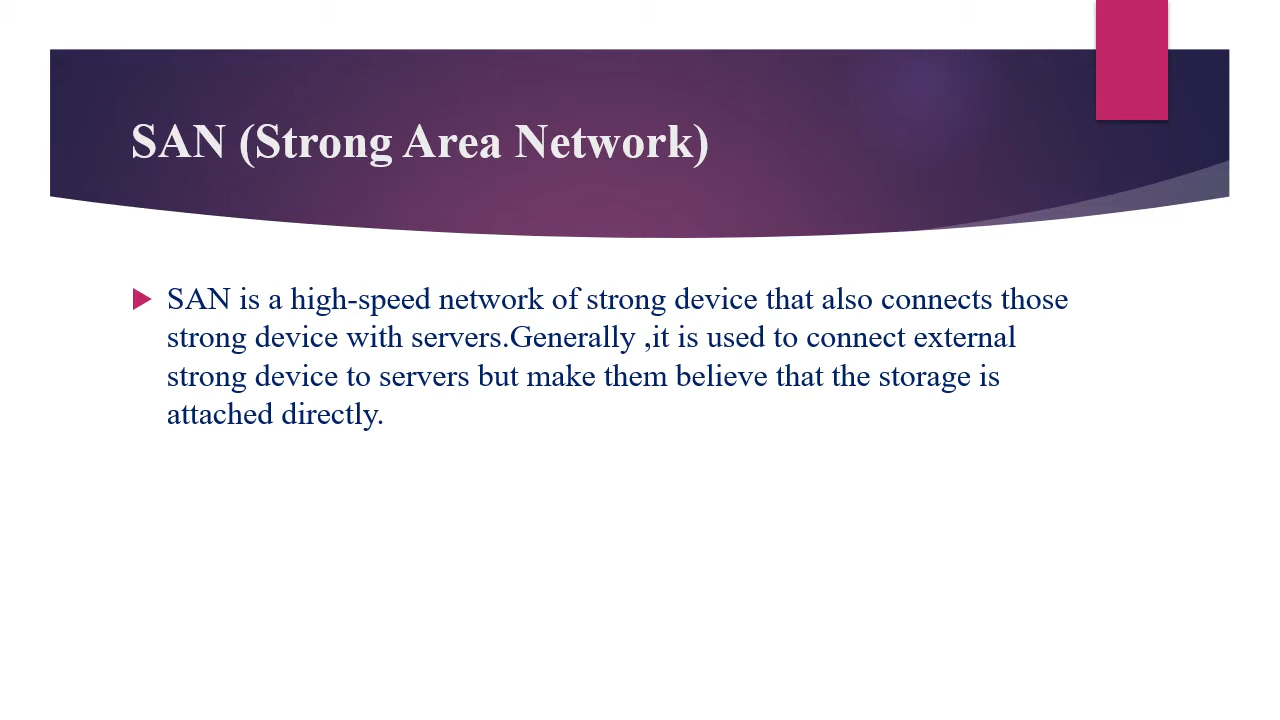 SAN (Strong Area Network)
SAN is a high-speed network of strong device that also connects those
strong device with servers.Generally ,it is used to connect external
strong device to servers but make them believe that the storage is
attached directly.